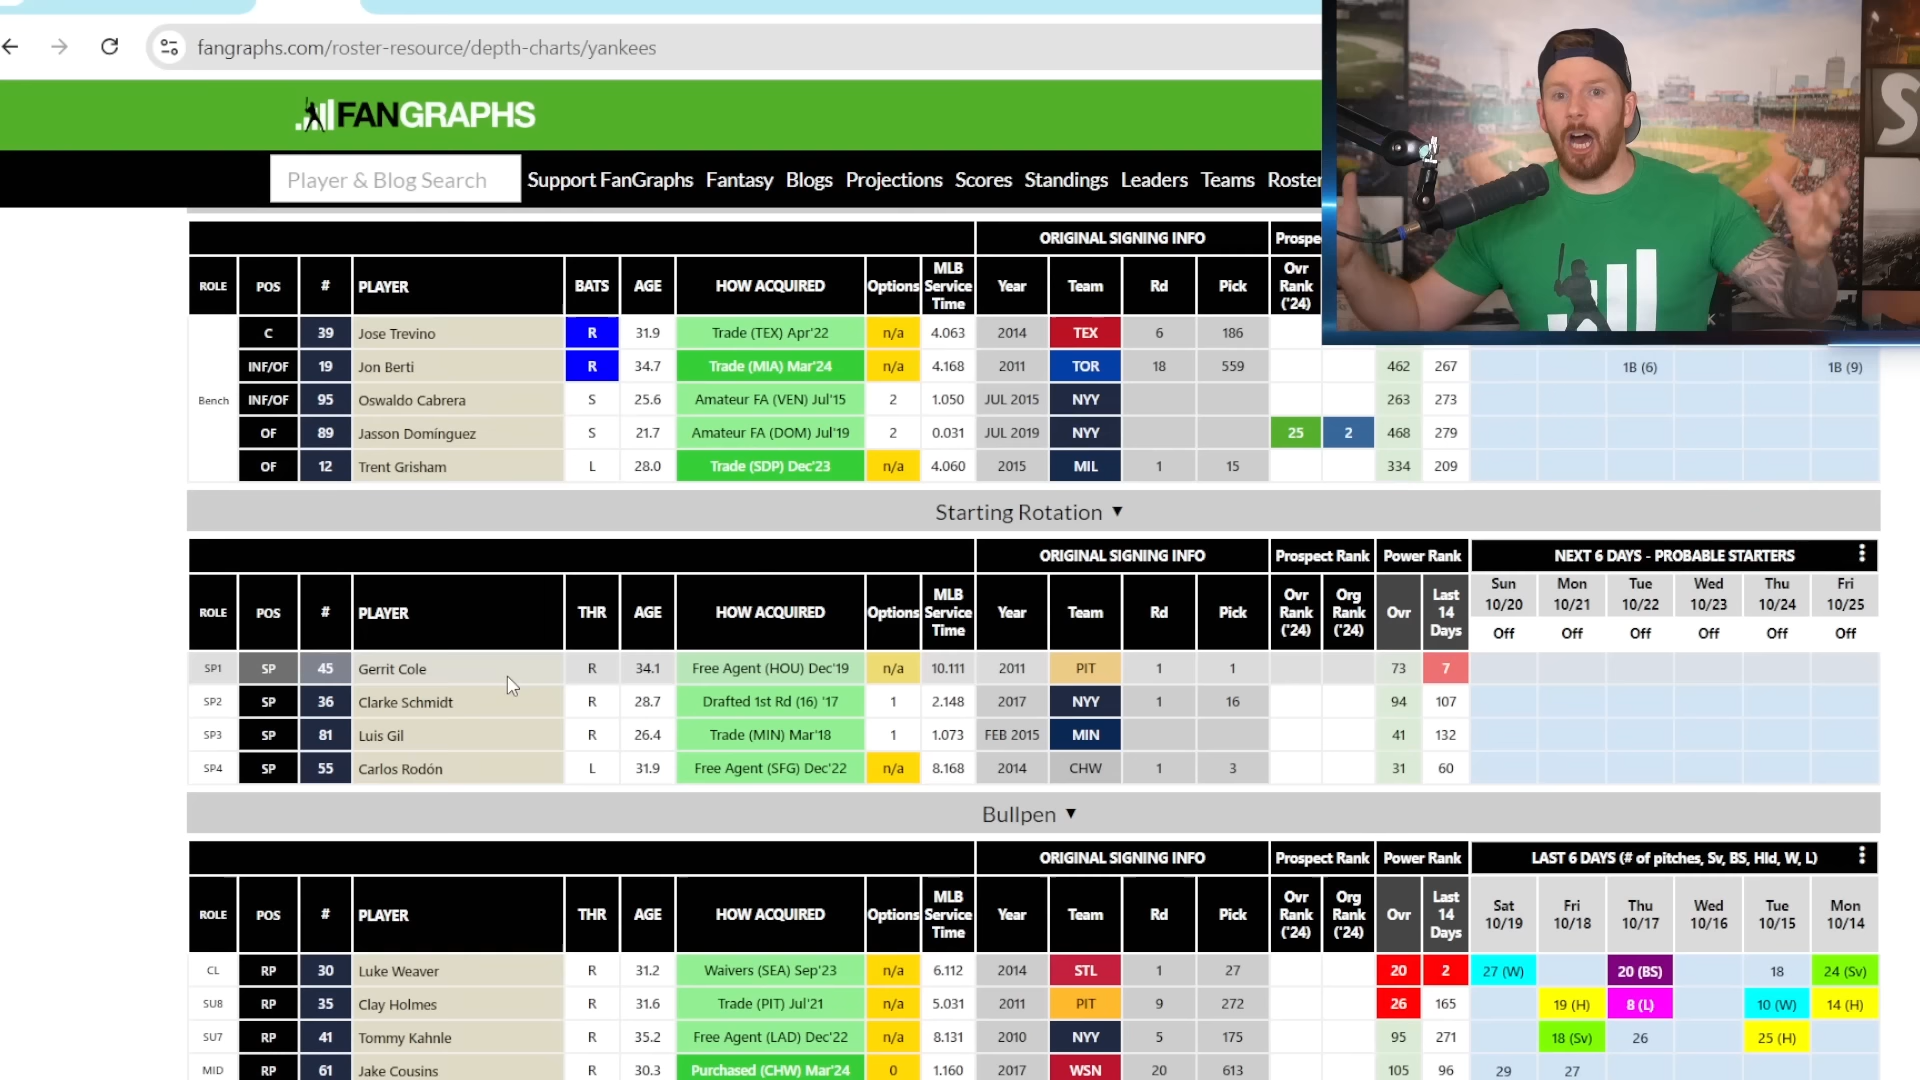 fangraphs.com/roster-resource/depth-charts/yankees
FANGRAPHS
Player & Blog Search Support FanGraphs Fantasy Blogs Projections Scores Standings Leaders Teams Roster
ORIGINAL SIGNING INFO Prospe
ROLE POS # PLAYER BATS AGE HOW ACQUIRED Options MLB Service Time Year Team Rd Pick Ovr Rank ('24)
Bench
C 39 Jose Trevino R 31.9 Trade (TEX) Apr'22 n/a 4.063 2014 TEX 6 186
INF/OF 19 Jon Berti R 34.7 Trade (MIA) Mar'24 n/a 4.168 2011 TOR 18 559 462 267 1B (6) 1B (9)
INF/OF 95 Oswaldo Cabrera S 25.6 Amateur FA (VEN) Jul'15 2 1.050 JUL 2015 NYY 263 273
OF 89 Jasson Domínguez S 21.7 Amateur FA (DOM) Jul'19 2 0.031 JUL 2019 NYY 25 2 468 279
OF 12 Trent Grisham L 28.0 Trade (SDP) Dec'23 n/a 4.060 2015 MIL 1 15 334 209
Starting Rotation ▼
ORIGINAL SIGNING INFO Prospect Rank Power Rank NEXT 6 DAYS - PROBABLE STARTERS
ROLE POS # PLAYER THR AGE HOW ACQUIRED Options MLB Service Time Year Team Rd Pick Ovr Rank ('24) Org Rank ('24) Ovr Last 14 Days Sun 10/20 Mon 10/21 Tue 10/22 Wed 10/23 Thu 10/24 Fri 10/25
Off Off Off Off Off Off
SP1 SP 45 Gerrit Cole R 34.1 Free Agent (HOU) Dec'19 n/a 10.111 2011 PIT 1 1 73 7
SP2 SP 36 Clarke Schmidt R 28.7 Drafted 1st Rd (16) '17 1 2.148 2017 NYY 1 16 94 107
SP3 SP 81 Luis Gil R 26.4 Trade (MIN) Mar'18 1 1.073 FEB 2015 MIN 41 132
SP4 SP 55 Carlos Rodón L 31.9 Free Agent (SFG) Dec'22 n/a 8.168 2014 CHW 1 3 31 60
Bullpen ▼
ORIGINAL SIGNING INFO Prospect Rank Power Rank LAST 6 DAYS (# of pitches, Sv, BS, Hld, W, L)
ROLE POS # PLAYER THR AGE HOW ACQUIRED Options MLB Service Time Year Team Rd Pick Ovr Rank ('24) Org Rank ('24) Ovr Last 14 Days Sat 10/19 Fri 10/18 Thu 10/17 Wed 10/16 Tue 10/15 Mon 10/14
CL RP 30 Luke Weaver R 31.2 Waivers (SEA) Sep'23 n/a 6.112 2014 STL 1 27 20 2 27 (W) 20 (BS) 18 24 (Sv)
SU8 RP 35 Clay Holmes R 31.6 Trade (PIT) Jul'21 n/a 5.031 2011 PIT 9 272 26 165 19 (H) 8 (L) 10 (W) 14 (H)
SU7 RP 41 Tommy Kahnle R 35.2 Free Agent (LAD) Dec'22 n/a 8.131 2010 NYY 5 175 95 271 18 (Sv) 26 25 (H)
MID RP 61 Jake Cousins R 30.3 Purchased (CHW) Mar'24 0 1.160 2017 WSN 20 613 105 96 29 27